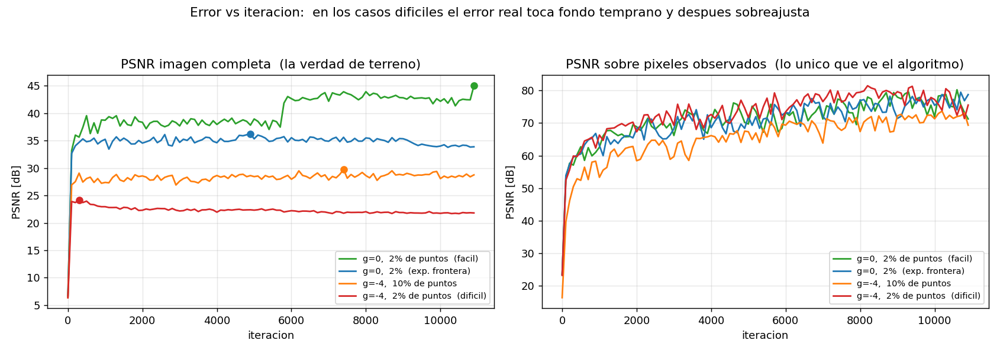 Error vs iteracion:  en los casos dificiles el error real toca fondo temprano y despues sobreajusta
PSNR imagen completa  (la verdad de terreno)
PSNR [dB]
45
40
35
30
25
20
15
10
5
0
2000
4000
6000
8000
10000
iteracion
g=0,  2% de puntos  (facil)
g=0,  2%  (exp. frontera)
g=-4,  10% de puntos
g=-4,  2% de puntos  (dificil)
PSNR sobre pixeles observados  (lo unico que ve el algoritmo)
PSNR [dB]
80
70
60
50
40
30
20
0
2000
4000
6000
8000
10000
iteracion
g=0,  2% de puntos  (facil)
g=0,  2%  (exp. frontera)
g=-4,  10% de puntos
g=-4,  2% de puntos  (dificil)